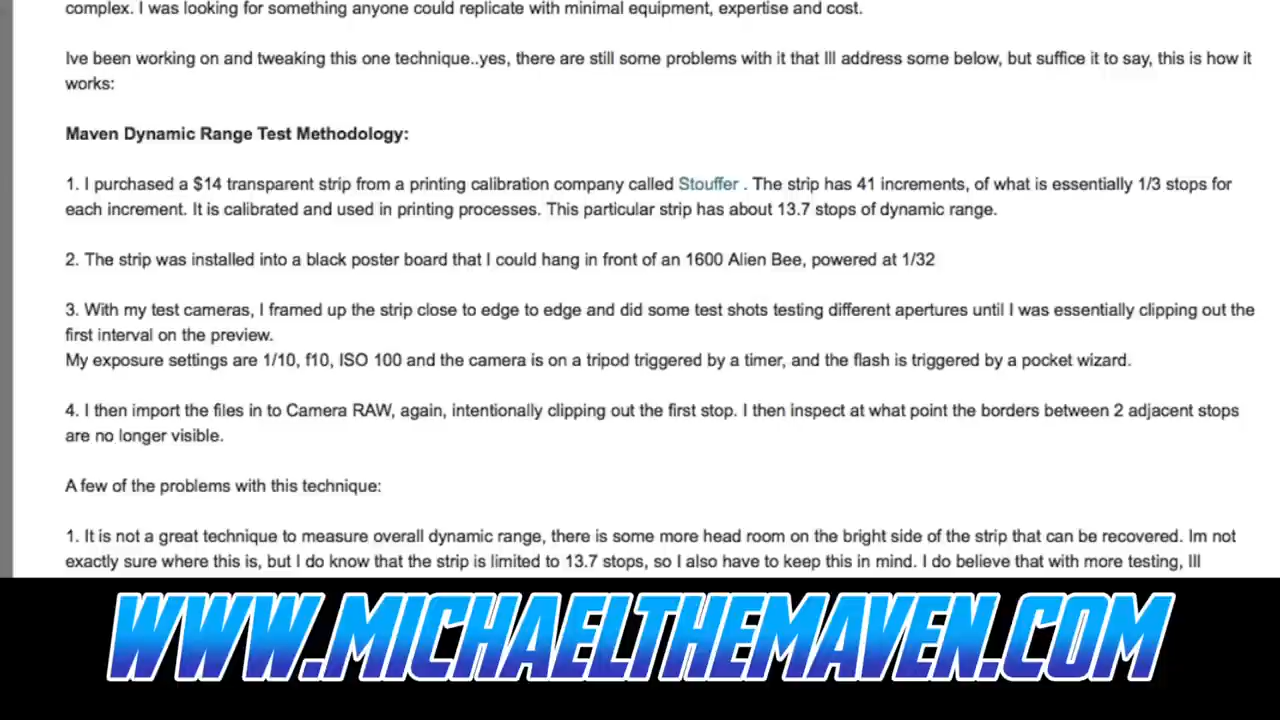 complex. I was looking for something anyone could replicate with minimal equipment, expertise and cost.
Ive been working on and tweaking this one technique..yes, there are still some problems with it that Ill address some below, but suffice it to say, this is how it
works:
Maven Dynamic Range Test Methodology:
1. I purchased a $14 transparent strip from a printing calibration company called Stouffer . The strip has 41 increments, of what is essentially 1/3 stops for
each increment. It is calibrated and used in printing processes. This particular strip has about 13.7 stops of dynamic range.
2. The strip was installed into a black poster board that I could hang in front of an 1600 Alien Bee, powered at 1/32
3. With my test cameras, I framed up the strip close to edge to edge and did some test shots testing different apertures until I was essentially clipping out the
first interval on the preview.
My exposure settings are 1/10, f10, ISO 100 and the camera is on a tripod triggered by a timer, and the flash is triggered by a pocket wizard.
4. I then import the files in to Camera RAW, again, intentionally clipping out the first stop. I then inspect at what point the borders between 2 adjacent stops
are no longer visible.
A few of the problems with this technique:
1. It is not a great technique to measure overall dynamic range, there is some more head room on the bright side of the strip that can be recovered. Im not
exactly sure where this is, but I do know that the strip is limited to 13.7 stops, so I also have to keep this in mind. I do believe that with more testing, Ill
WWW.MICHAELTHEMAVEN.COM